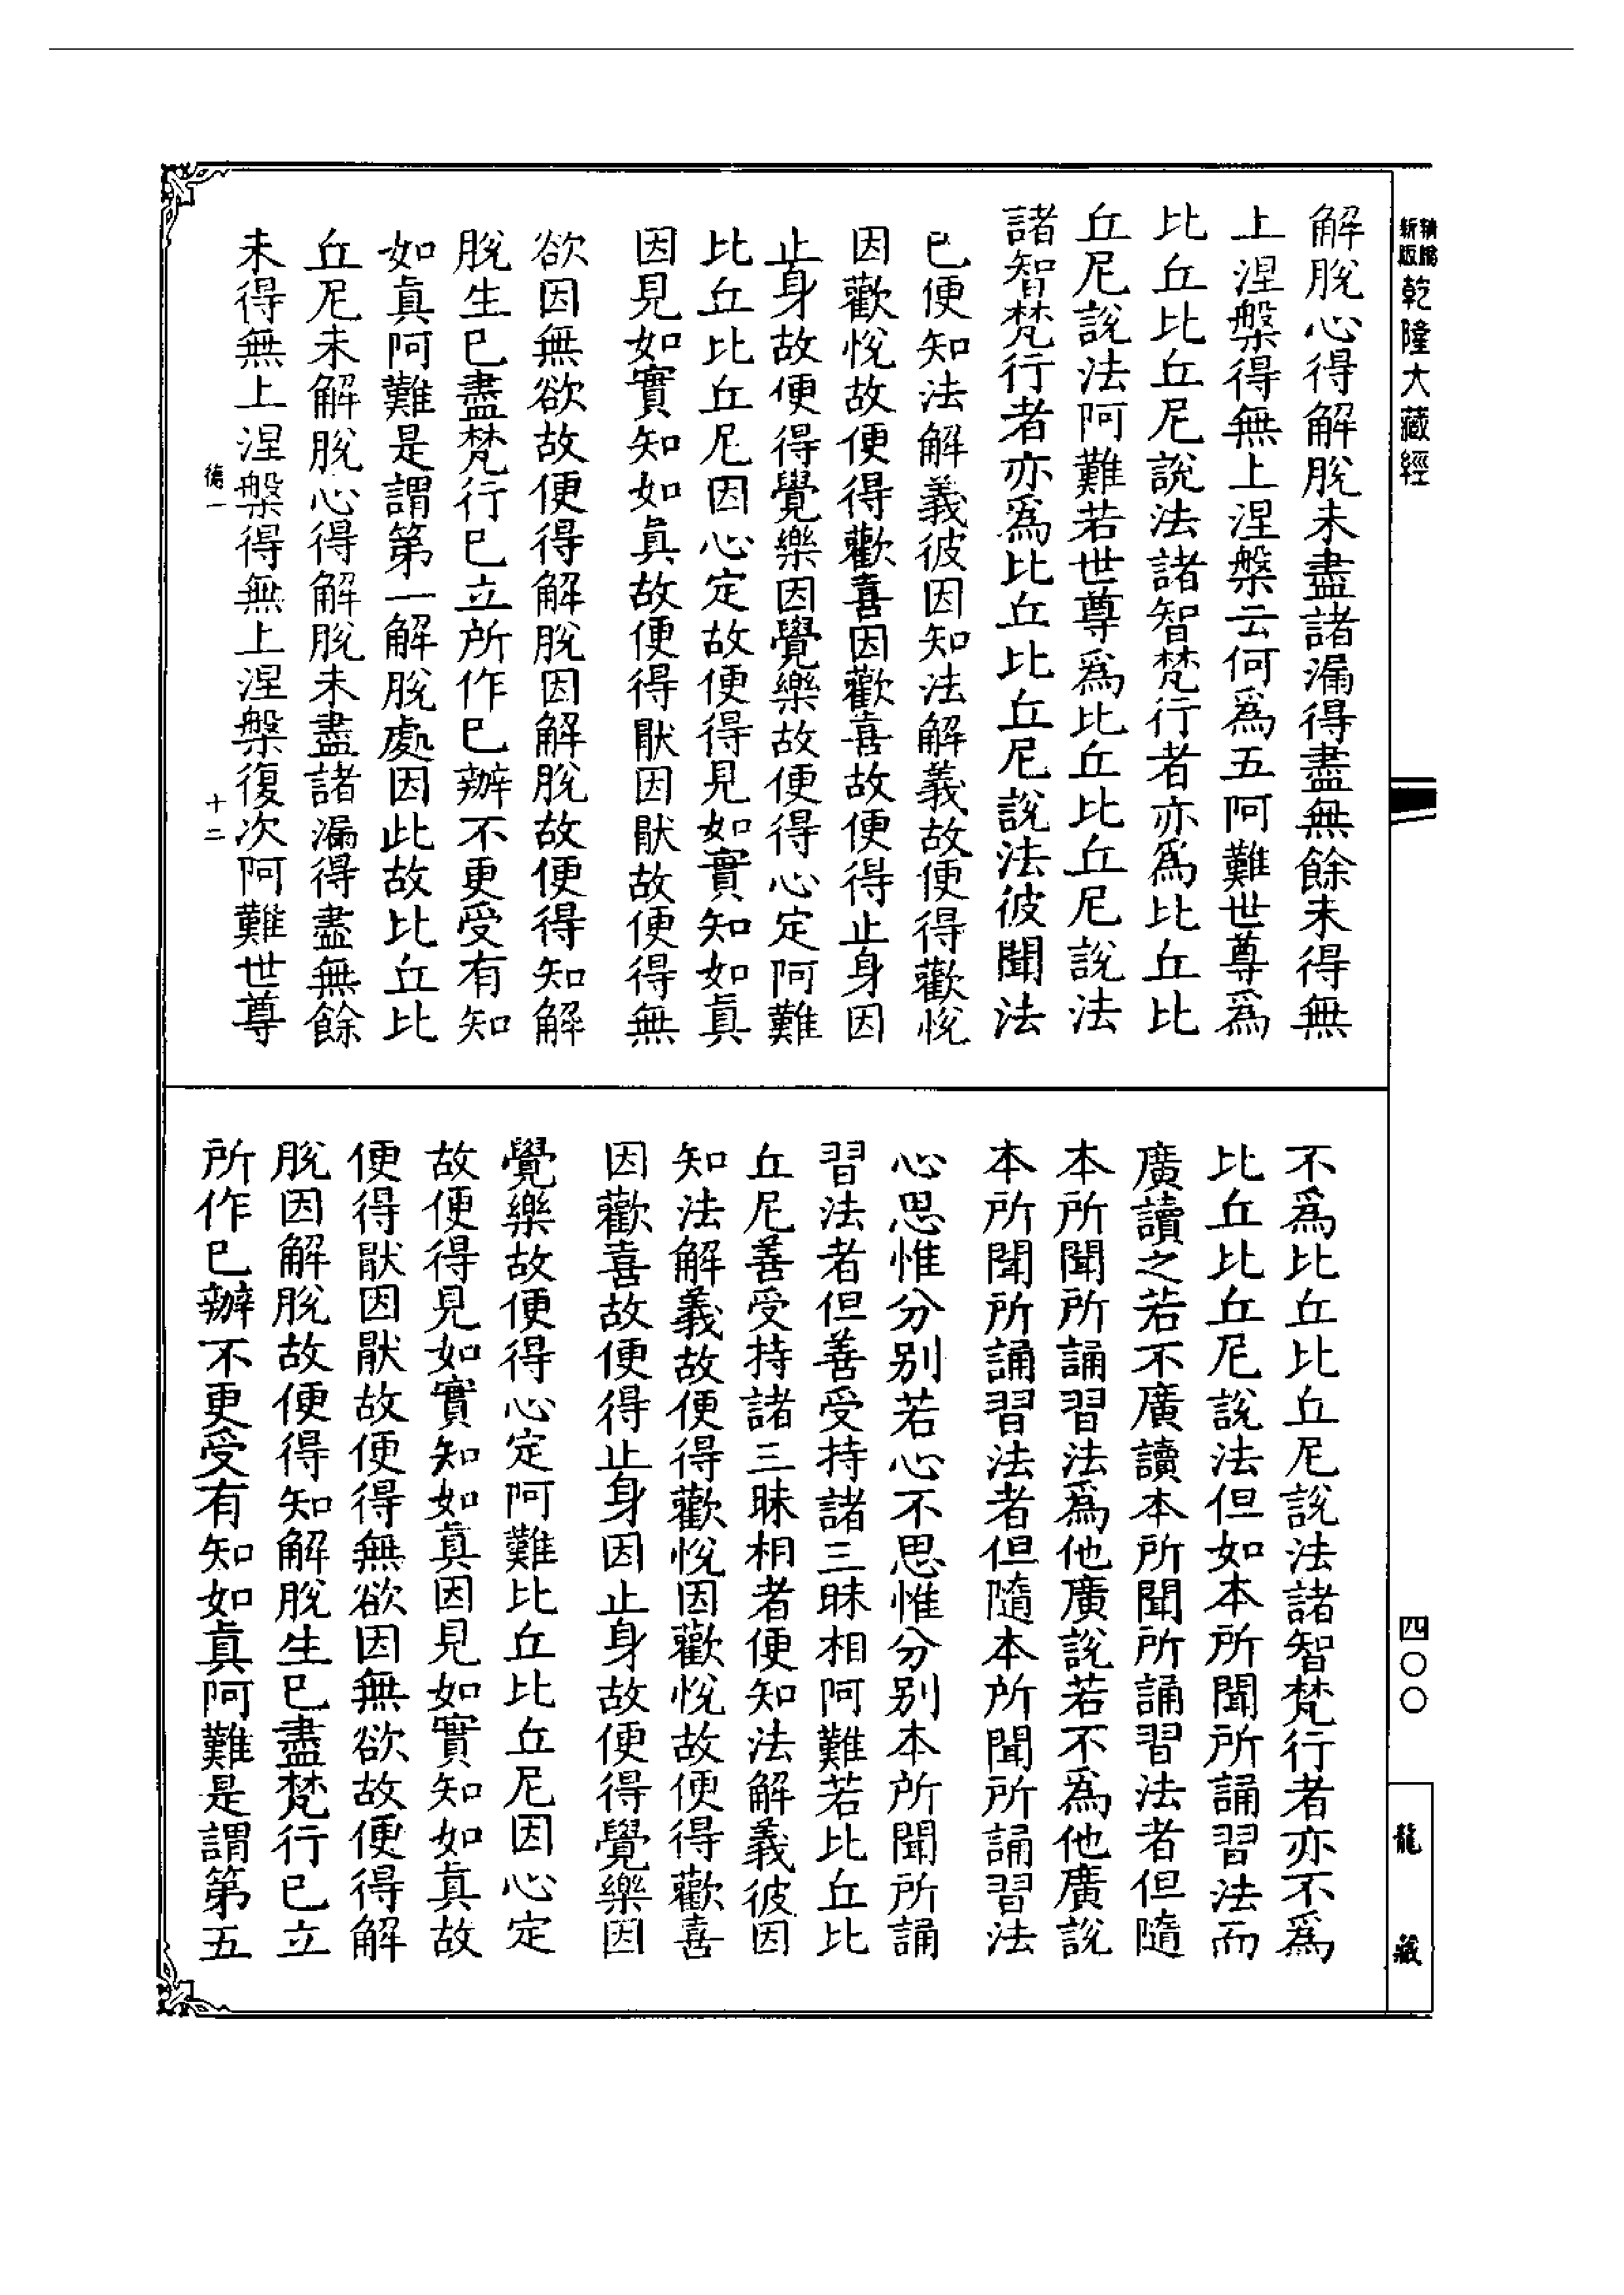 新版精縮乾隆大藏經
四〇〇
龍藏
解脫心得解脫未盡諸漏得盡無餘未得無
上涅槃得無上涅槃云何爲五阿難世尊爲
比丘比丘尼說法諸智梵行者亦爲比丘比
丘尼說法阿難若世尊爲比丘比丘尼說法
諸智梵行者亦爲比丘比丘尼說法彼聞法
已便知法解義彼因知法解義故便得歡悅
因歡悅故便得歡喜因歡喜故便得止身因
止身故便得覺樂因覺樂故便得心定阿難
比丘比丘尼因心定故便得見如實知如眞
因見如實知如眞故便得猒因猒故便得無
欲因無欲故便得解脫因解脫故便得知解
脫生已盡梵行已立所作已辦不更受有知
如眞阿難是謂第一解脫處因此故比丘比
丘尼未解脫心得解脫未盡諸漏得盡無餘
未得無上涅槃得無上涅槃復次阿難世尊
德一 十二
不爲比丘比丘尼說法諸智梵行者亦不爲
比丘比丘尼說法但如本所聞所誦習法而
廣讀之若不廣讀本所聞所誦習法者但隨
本所聞所誦習法爲他廣說若不爲他廣說
本所聞所誦習法者但隨本所聞所誦習法
心思惟分別若心不思惟分別本所聞所誦
習法者但善受持諸三昧相阿難若比丘比
丘尼善受持諸三昧相者便知法解義彼因
知法解義故便得歡悅因歡悅故便得歡喜
因歡喜故便得止身因止身故便得覺樂因
覺樂故便得心定阿難比丘比丘尼因心定
故便得見如實知如眞因見如實知如眞故
便得猒因猒故便得無欲因無欲故便得解
脫因解脫故便得知解脫生已盡梵行已立
所作已辦不更受有知如眞阿難是謂第五